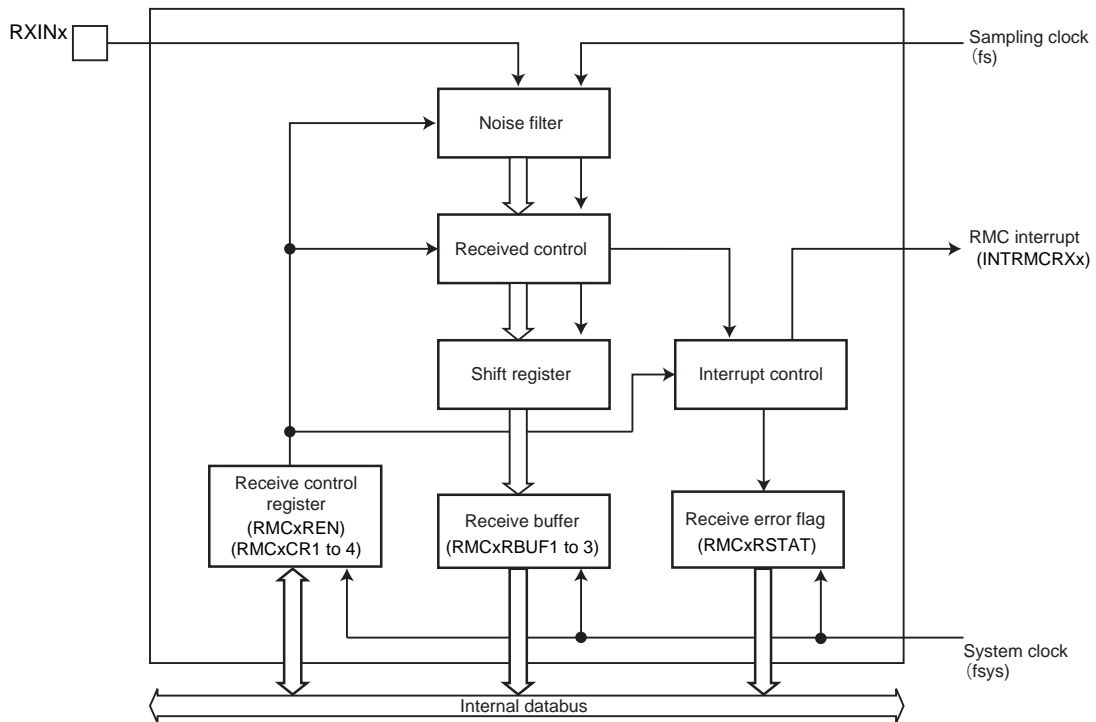 RXINx
Sampling clock
(fs)
Noise filter
Received control
RMC interrupt
(INTRMCRXx)
Shift register
Interrupt control
Receive control
register
(RMCxREN)
(RMCxCR1 to 4)
Receive buffer
(RMCxRBUF1 to 3)
Receive error flag
(RMCxRSTAT)
System clock
(fsys)
Internal databus